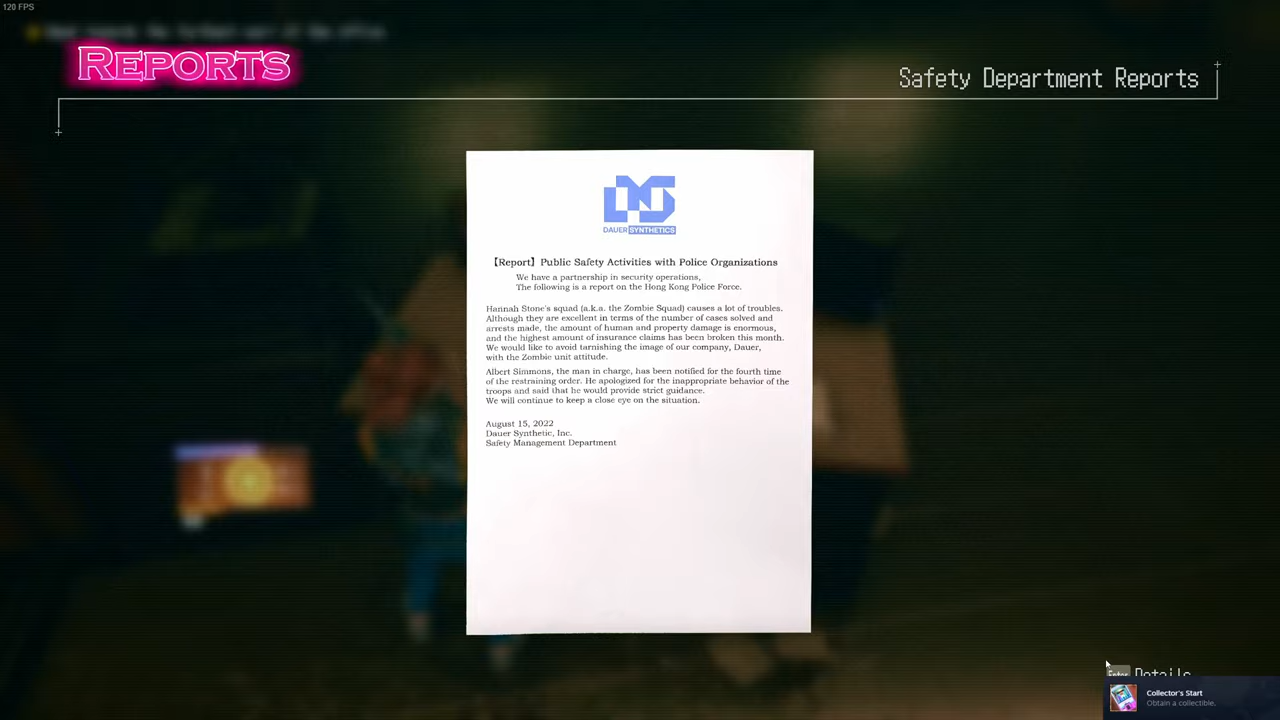 120 FPS
REPORTS
Safety Department Reports
DAUER SYNTHETICS
【Report】Public Safety Activities with Police Organizations
We have a partnership in security operations,
The following is a report on the Hong Kong Police Force.
Hannah Stone's squad (a.k.a. the Zombie Squad) causes a lot of troubles.
Although they are excellent in terms of the number of cases solved and
arrests made, the amount of human and property damage is enormous,
and the highest amount of insurance claims has been broken this month.
We would like to avoid tarnishing the image of our company, Dauer,
with the Zombie unit attitude.
Albert Simmons, the man in charge, has been notified for the fourth time
of the restraining order. He apologized for the inappropriate behavior of the
troops and said that he would provide strict guidance.
We will continue to keep a close eye on the situation.
August 15, 2022
Dauer Synthetic, Inc.
Safety Management Department
Enter Details
Collector's Start
Obtain a collectible.